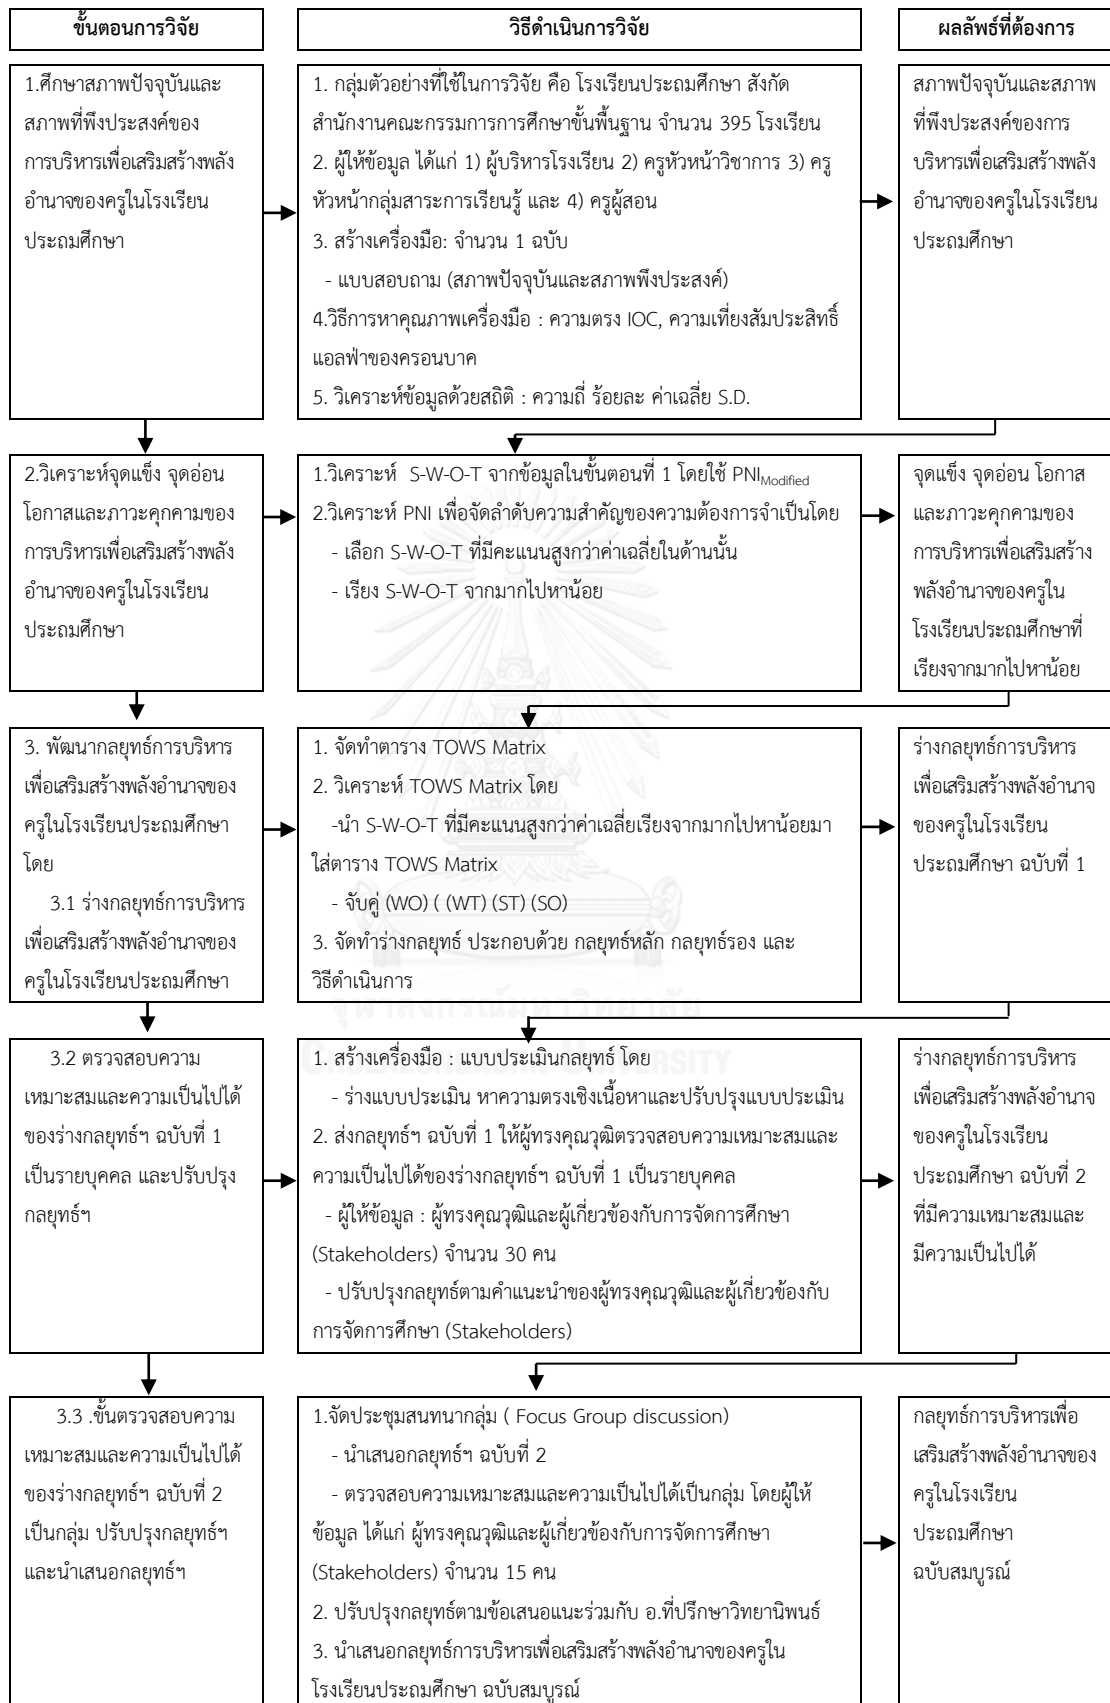 ขั้นตอนการวิจัย
วิธีดำเนินการวิจัย
ผลลัพธ์ที่ต้องการ
1.ศึกษาสภาพปัจจุบันและ
สภาพที่พึงประสงค์ของ
การบริหารเพื่อเสริมสร้างพลัง
อำนาจของครูในโรงเรียน
ประถมศึกษา
1. กลุ่มตัวอย่างที่ใช้ในการวิจัย คือ โรงเรียนประถมศึกษา สังกัด
สำนักงานคณะกรรมการการศึกษาขั้นพื้นฐาน จำนวน 395 โรงเรียน
2. ผู้ให้ข้อมูล ได้แก่ 1) ผู้บริหารโรงเรียน 2) ครูหัวหน้าวิชาการ 3) ครู
หัวหน้ากลุ่มสาระการเรียนรู้ และ 4) ครูผู้สอน
3. สร้างเครื่องมือ: จำนวน 1 ฉบับ
- แบบสอบถาม (สภาพปัจจุบันและสภาพพึงประสงค์)
4.วิธีการหาคุณภาพเครื่องมือ : ความตรง IOC, ความเที่ยงสัมประสิทธิ์
แอลฟ่าของครอนบาค
5. วิเคราะห์ข้อมูลด้วยสถิติ : ความถี่ ร้อยละ ค่าเฉลี่ย S.D.
สภาพปัจจุบันและสภาพ
ที่พึงประสงค์ของการ
บริหารเพื่อเสริมสร้างพลัง
อำนาจของครูในโรงเรียน
ประถมศึกษา
2.วิเคราะห์จุดแข็ง จุดอ่อน
โอกาสและภาวะคุกคามของ
การบริหารเพื่อเสริมสร้างพลัง
อำนาจของครูในโรงเรียน
ประถมศึกษา
1.วิเคราะห์ S-W-O-T จากข้อมูลในขั้นตอนที่ 1 โดยใช้ PNI Modified
2.วิเคราะห์ PNI เพื่อจัดลำดับความสำคัญของความต้องการจำเป็นโดย
- เลือก S-W-O-T ที่มีคะแนนสูงกว่าค่าเฉลี่ยในด้านนั้น
- เรียง S-W-O-T จากมากไปหาน้อย
จุดแข็ง จุดอ่อน โอกาส
และภาวะคุกคามของ
การบริหารเพื่อเสริมสร้าง
พลังอำนาจของครูใน
โรงเรียนประถมศึกษาที่
เรียงจากมากไปหาน้อย
3. พัฒนากลยุทธ์การบริหาร
เพื่อเสริมสร้างพลังอำนาจของ
ครูในโรงเรียนประถมศึกษา
โดย
3.1 ร่างกลยุทธ์การบริหาร
เพื่อเสริมสร้างพลังอำนาจของ
ครูในโรงเรียนประถมศึกษา
1. จัดทำตาราง TOWS Matrix
2. วิเคราะห์ TOWS Matrix โดย
-นำ S-W-O-T ที่มีคะแนนสูงกว่าค่าเฉลี่ยเรียงจากมากไปหาน้อยมา
ใส่ตาราง TOWS Matrix
- จับคู่ (WO) ( (WT) (ST) (SO)
3. จัดทำร่างกลยุทธ์ ประกอบด้วย กลยุทธ์หลัก กลยุทธ์รอง และ
วิธีดำเนินการ
ร่างกลยุทธ์การบริหาร
เพื่อเสริมสร้างพลังอำนาจ
ของครูในโรงเรียน
ประถมศึกษา ฉบับที่ 1
จุฬาลงกรณ์มหาวิทยาลัย
CHULALONGKORN UNIVERSITY
3.2 ตรวจสอบความ
เหมาะสมและความเป็นไปได้
ของร่างกลยุทธ์ฯ ฉบับที่ 1
เป็นรายบุคคล และปรับปรุง
กลยุทธ์ฯ
1. สร้างเครื่องมือ : แบบประเมินกลยุทธ์ โดย
- ร่างแบบประเมิน หาความตรงเชิงเนื้อหาและปรับปรุงแบบประเมิน
2. ส่งกลยุทธ์ฯ ฉบับที่ 1 ให้ผู้ทรงคุณวุฒิตรวจสอบความเหมาะสมและ
ความเป็นไปได้ของร่างกลยุทธ์ฯ ฉบับที่ 1 เป็นรายบุคคล
- ผู้ให้ข้อมูล : ผู้ทรงคุณวุฒิและผู้เกี่ยวข้องกับการจัดการศึกษา
(Stakeholders) จำนวน 30 คน
- ปรับปรุงกลยุทธ์ตามคำแนะนำของผู้ทรงคุณวุฒิและผู้เกี่ยวข้องกับ
การจัดการศึกษา (Stakeholders)
ร่างกลยุทธ์การบริหาร
เพื่อเสริมสร้างพลังอำนาจ
ของครูในโรงเรียน
ประถมศึกษา ฉบับที่ 2
ที่มีความเหมาะสมและ
มีความเป็นไปได้
3.3 .ขั้นตรวจสอบความ
เหมาะสมและความเป็นไปได้
ของร่างกลยุทธ์ฯ ฉบับที่ 2
เป็นกลุ่ม ปรับปรุงกลยุทธ์ฯ
และนำเสนอกลยุทธ์ฯ
1.จัดประชุมสนทนากลุ่ม ( Focus Group discussion)
- นำเสนอกลยุทธ์ฯ ฉบับที่ 2
- ตรวจสอบความเหมาะสมและความเป็นไปได้เป็นกลุ่ม โดยผู้ให้
ข้อมูล ได้แก่ ผู้ทรงคุณวุฒิและผู้เกี่ยวข้องกับการจัดการศึกษา
(Stakeholders) จำนวน 15 คน
2. ปรับปรุงกลยุทธ์ตามข้อเสนอแนะร่วมกับ อ.ที่ปรึกษาวิทยานิพนธ์
3. นำเสนอกลยุทธ์การบริหารเพื่อเสริมสร้างพลังอำนาจของครูใน
โรงเรียนประถมศึกษา ฉบับสมบูรณ์
กลยุทธ์การบริหารเพื่อ
เสริมสร้างพลังอำนาจของ
ครูในโรงเรียน
ประถมศึกษา
ฉบับสมบูรณ์